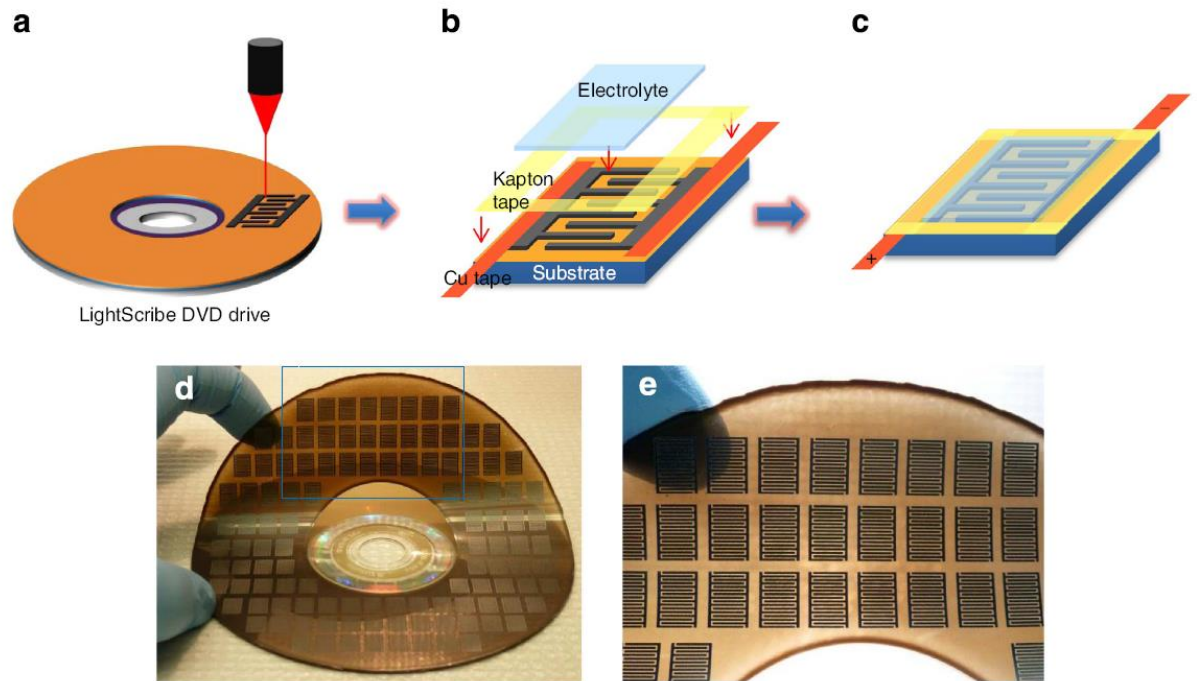 a
b
c
Electrolyte
Kapton
tape
Cu tape
Substrate
−
+
LightScribe DVD drive
d
e